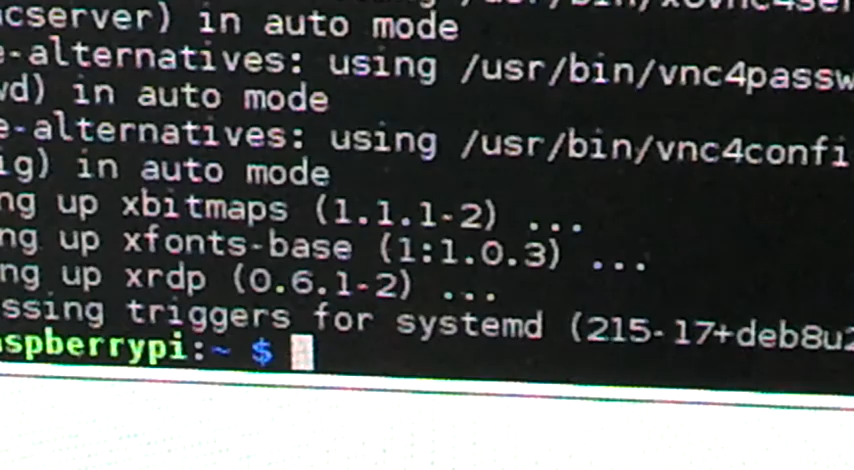 cserver) in auto mode
e-alternatives: using /usr/bin/vnc4passw
wd) in auto mode
e-alternatives: using /usr/bin/vnc4confi
ig) in auto mode
ng up xbitmaps (1.1.1-2) ...
ng up xfonts-base (1:1.0.3) ...
ng up xrdp (0.6.1-2) ...
ssing triggers for systemd (215-17+deb8u2
aspberrypi:~ $